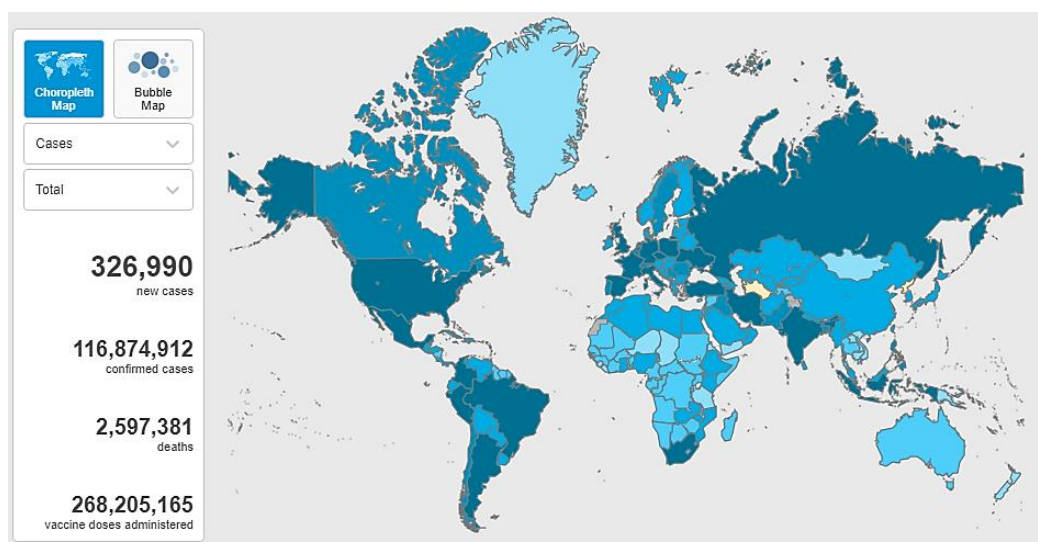 Choropleth
Map
Bubble
Map
Cases
Total
326,990
new cases
116,874,912
confirmed cases
2,597,381
deaths
268,205,165
vaccine doses administered